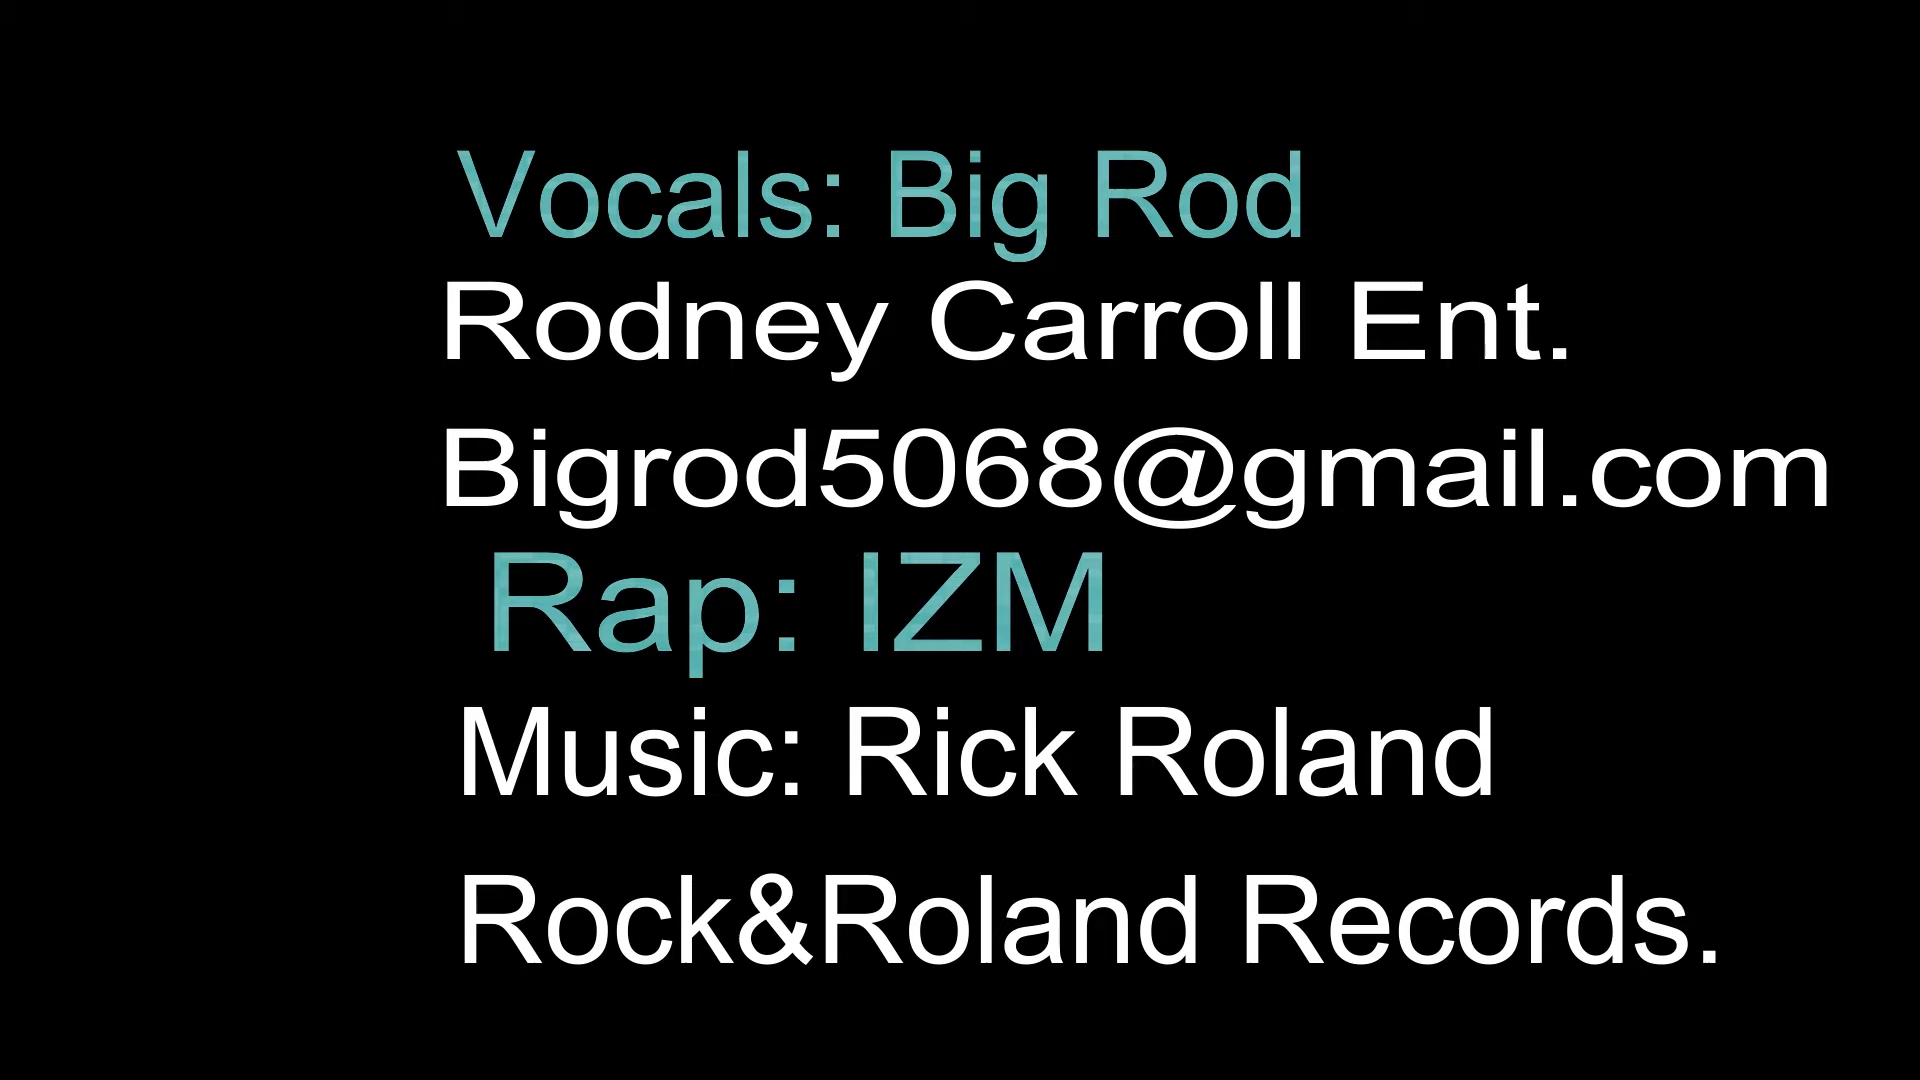 Vocals: Big Rod
Rodney Carroll Ent.
Bigrod5068@gmail.com
Rap: IZM
Music: Rick Roland
Rock&Roland Records.